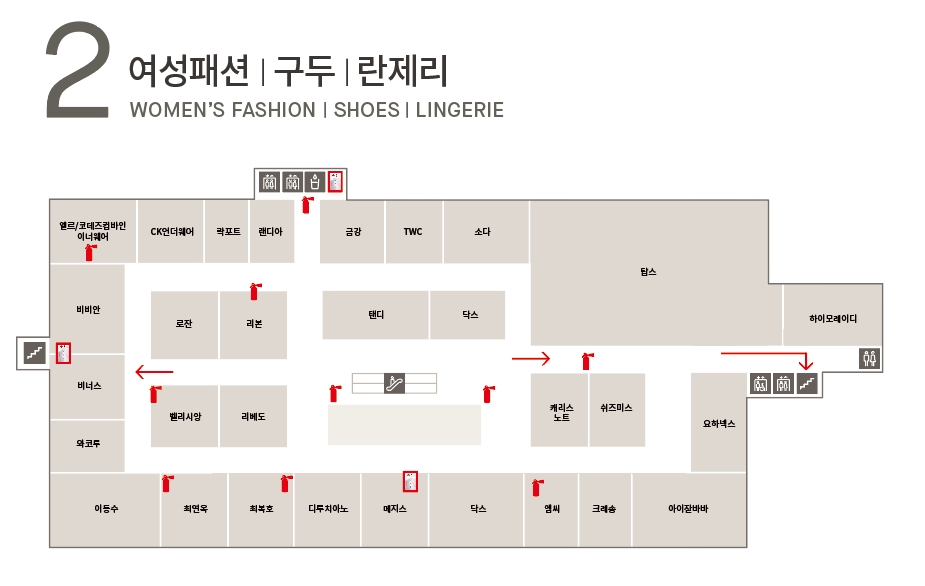 2
여성패션 | 구두 | 란제리
WOMEN'S FASHION | SHOES | LINGERIE
엘르/코데즈컴바인
이너웨어
CK언더웨어
락포트
랜디아
금강
TWC
소다
탑스
하이모레이디
비비안
로잔
리본
탠디
닥스
비너스
벨리시앙
리베도
캐리스
노트
쉬즈미스
요하넥스
와코루
이동수
최연옥
최복호
디루치아노
예지스
닥스
엠씨
크레송
아이잗바바